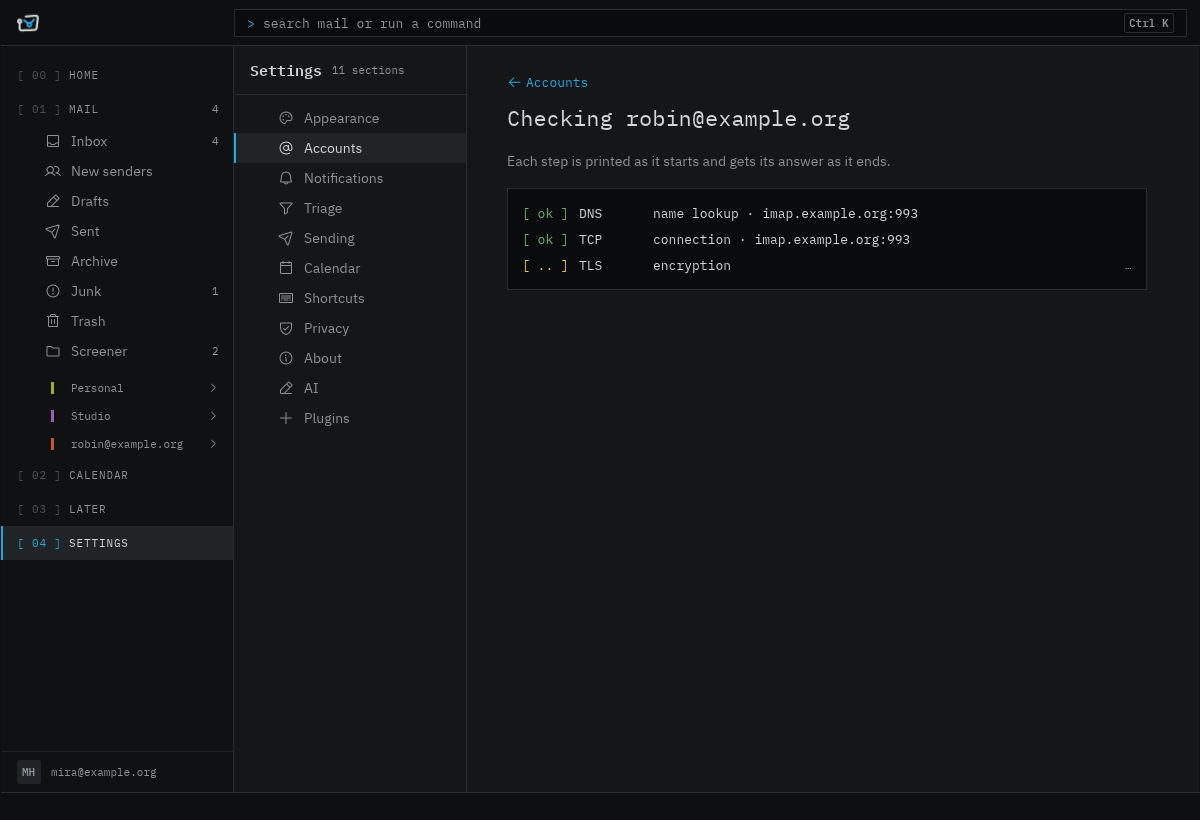 > search mail or run a command Ctrl K
[ 00 ] HOME
[ 01 ] MAIL 4
Inbox 4
New senders
Drafts
Sent
Archive
Junk 1
Trash
Screener 2
Personal
Studio
robin@example.org
[ 02 ] CALENDAR
[ 03 ] LATER
[ 04 ] SETTINGS
MH mira@example.org
Settings 11 sections
Appearance
Accounts
Notifications
Triage
Sending
Calendar
Shortcuts
Privacy
About
AI
Plugins
← Accounts
Checking robin@example.org
Each step is printed as it starts and gets its answer as it ends.
[ ok ] DNS name lookup · imap.example.org:993
[ ok ] TCP connection · imap.example.org:993
[ .. ] TLS encryption …